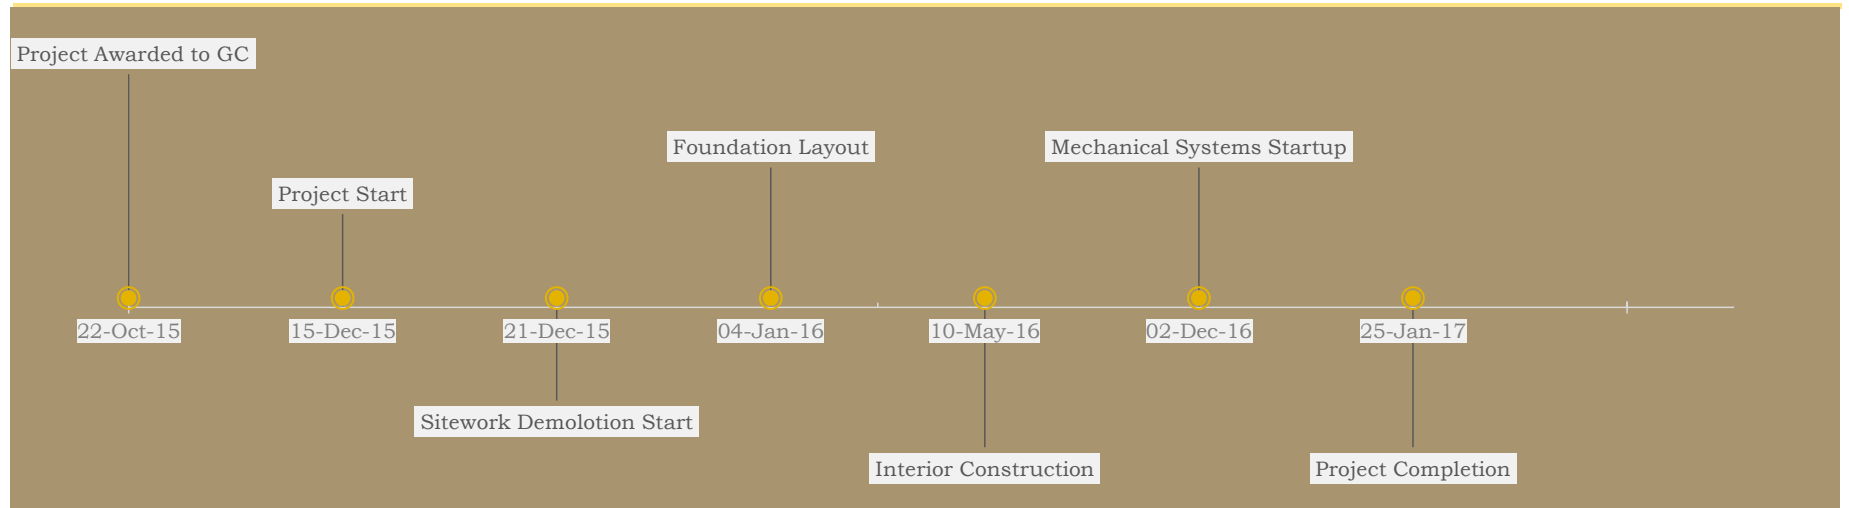 Project Awarded to GC
Foundation Layout
Mechanical Systems Startup
Project Start
22-Oct-15
15-Dec-15
21-Dec-15
04-Jan-16
10-May-16
02-Dec-16
25-Jan-17
Sitework Demolotion Start
Interior Construction
Project Completion